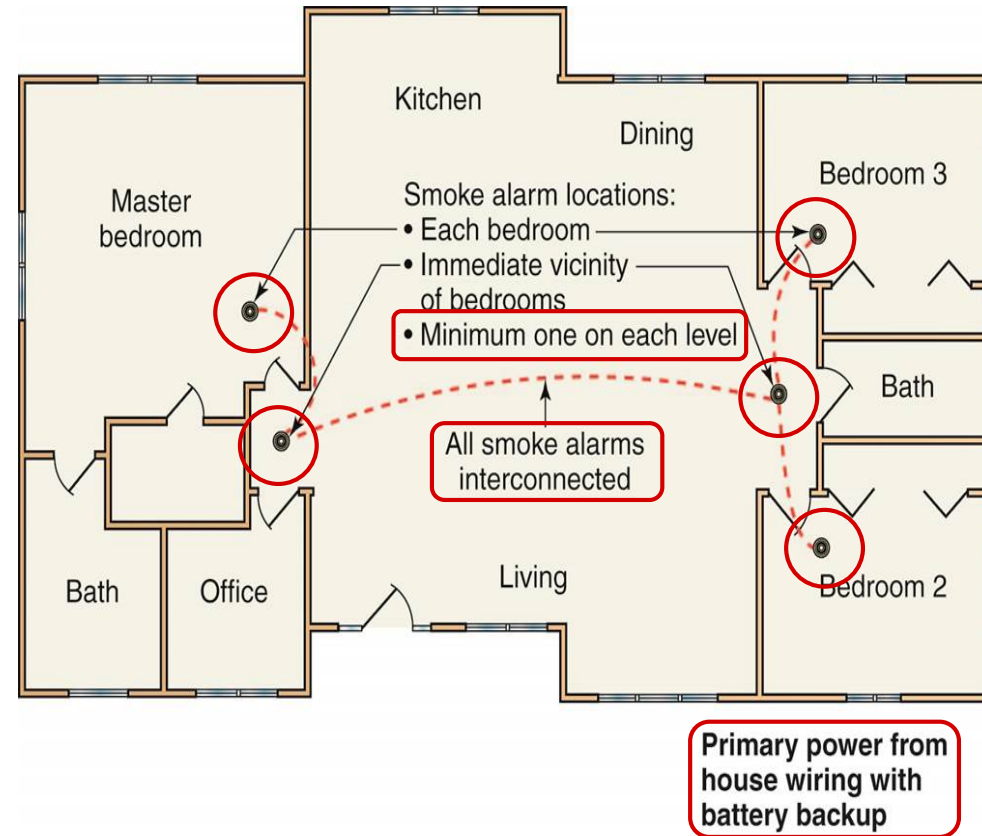 Kitchen
Dining
Bedroom 3
Master
bedroom
Smoke alarm locations:
• Each bedroom
• Immediate vicinity
of bedrooms
• Minimum one on each level
Bath
All smoke alarms
interconnected
Bath
Office
Living
Bedroom 2
Primary power from
house wiring with
battery backup